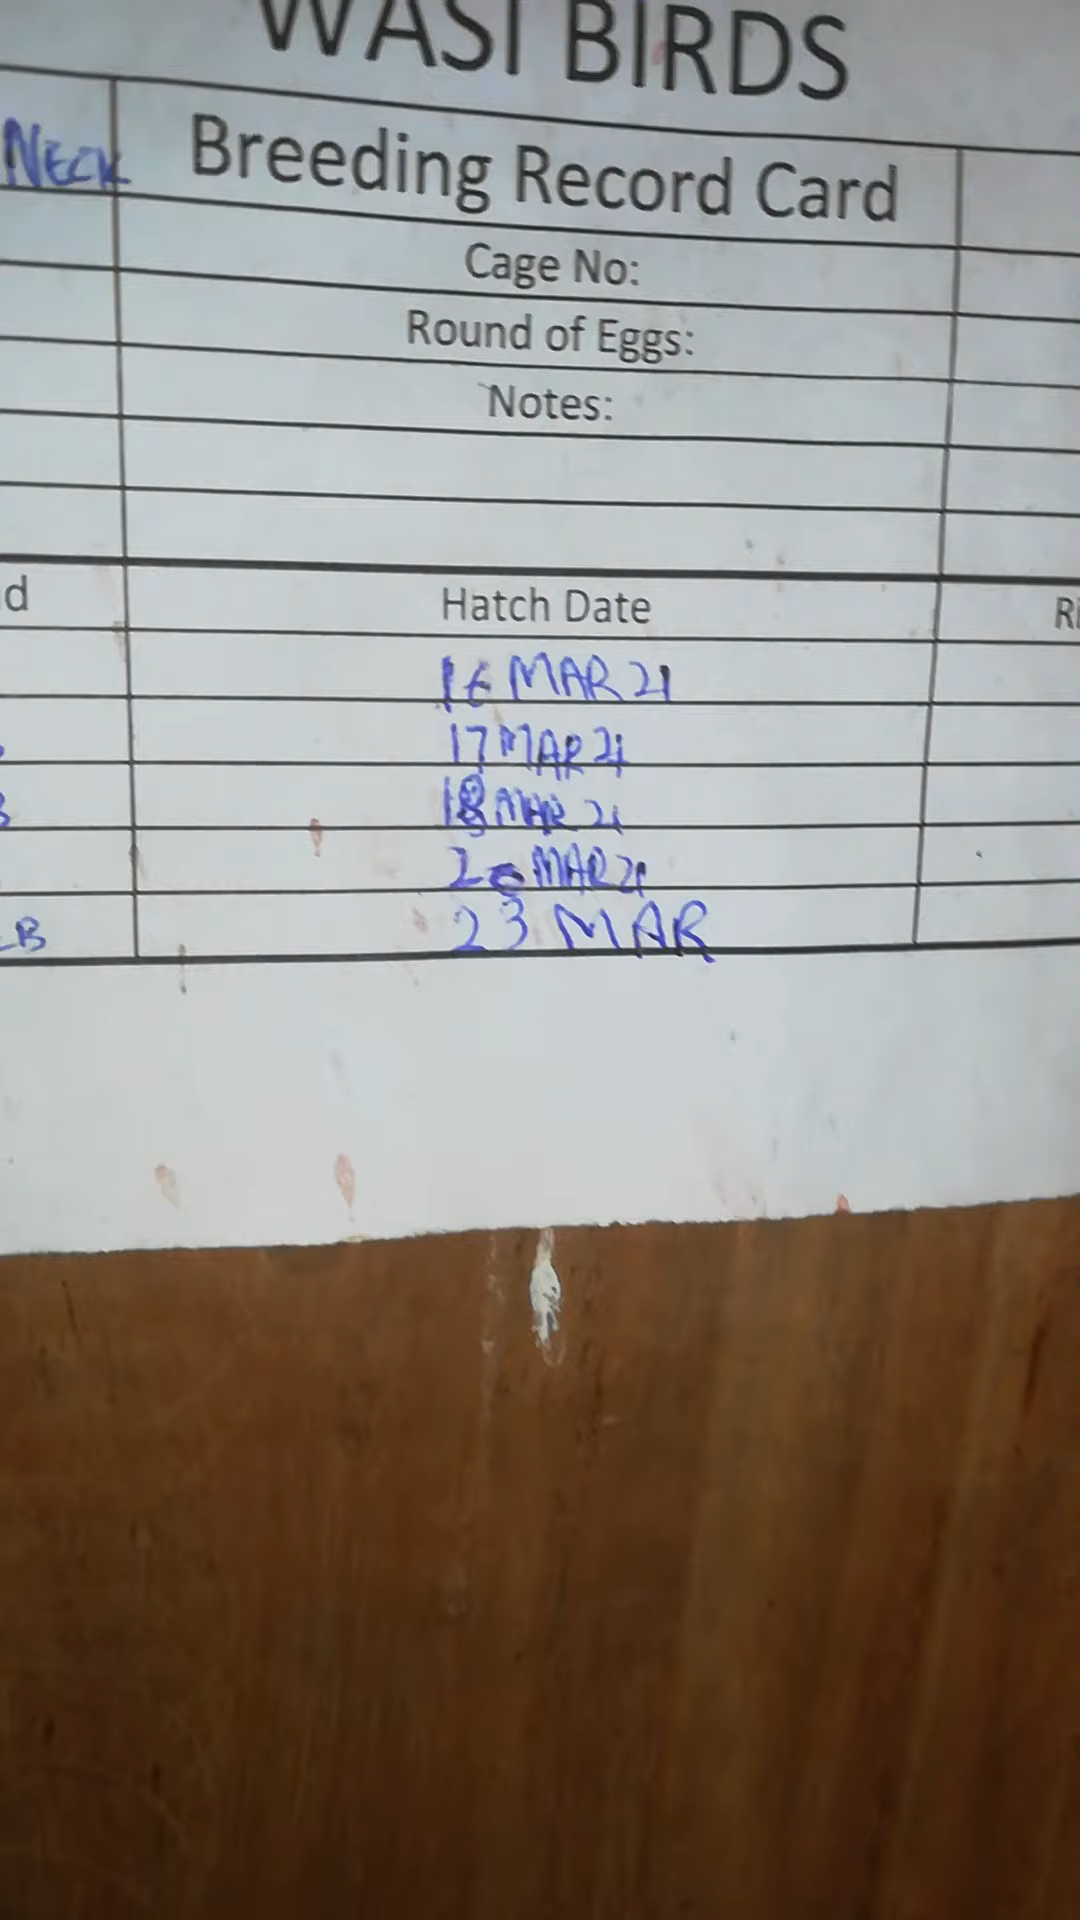 WASI BIRDS
NECK Breeding Record Card
Cage No:
Round of Eggs:
Notes:
d Hatch Date Ri
16 MAR 21
17 MAR 21
18 MAR 21
20 MAR 21
B 23 MAR